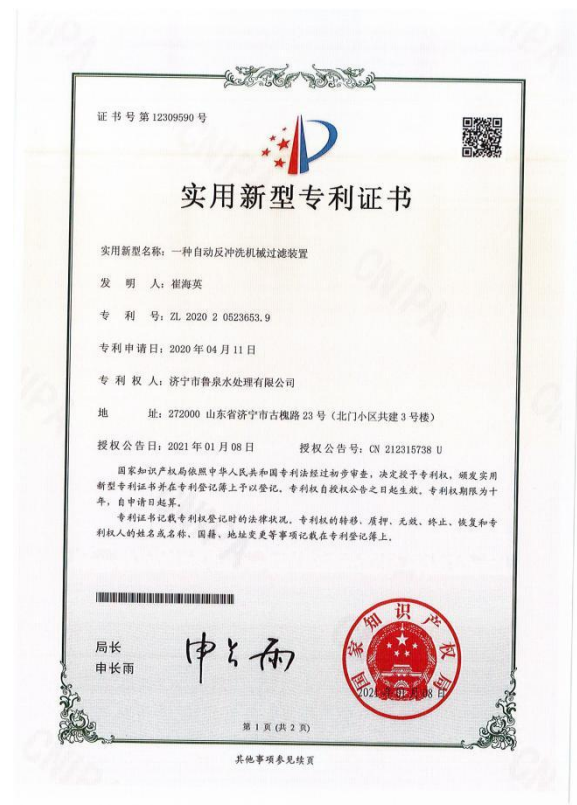 证书号第12309590号
实用新型专利证书
实用新型名称：一种自动反冲洗机械过滤装置
发 明 人：崔海英
专 利 号：ZL 2020 2 0523653.9
专利申请日：2020年04月11日
专 利 权 人：济宁市鲁泉水处理有限公司
地 址：272000 山东省济宁市古槐路23号（北门小区共建3号楼）
授权公告日：2021年01月08日 授权公告号：CN 212315738 U
国家知识产权局依照中华人民共和国专利法经过初步审查，决定授予专利权，颁发实用
新型专利证书并在专利登记簿上予以登记。专利权自授权公告之日起生效。专利权期限为十
年，自申请日起算。
专利证书记载专利权登记时的法律状况。专利权的转移、质押、无效、终止、恢复和专
利权人的姓名或名称、国籍、地址变更等事项记载在专利登记簿上。
局长
申长雨
申长雨
国家知识产权局
2021年01月08日
第 1 页 (共 2 页)
其他事项参见续页